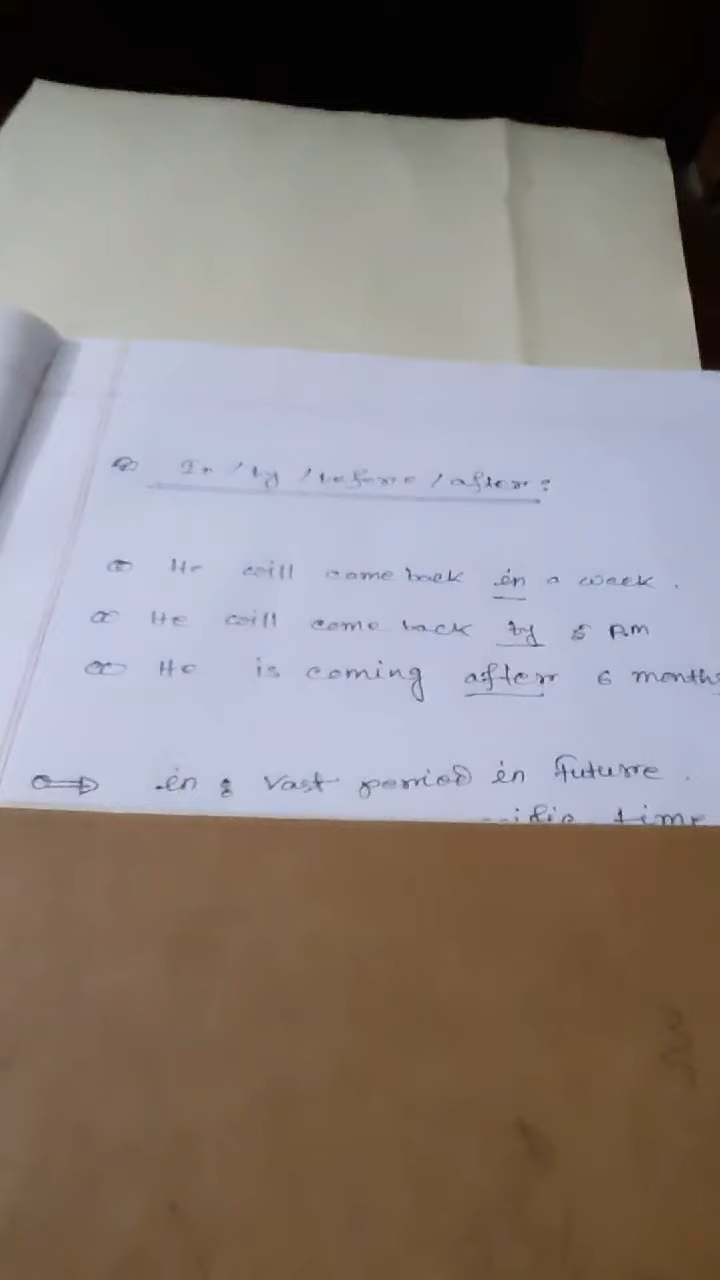 In / by / before / after :
He will come back in a week .
He will come back by 5 P.M
He is coming after 6 months
in : vast period in future .
time